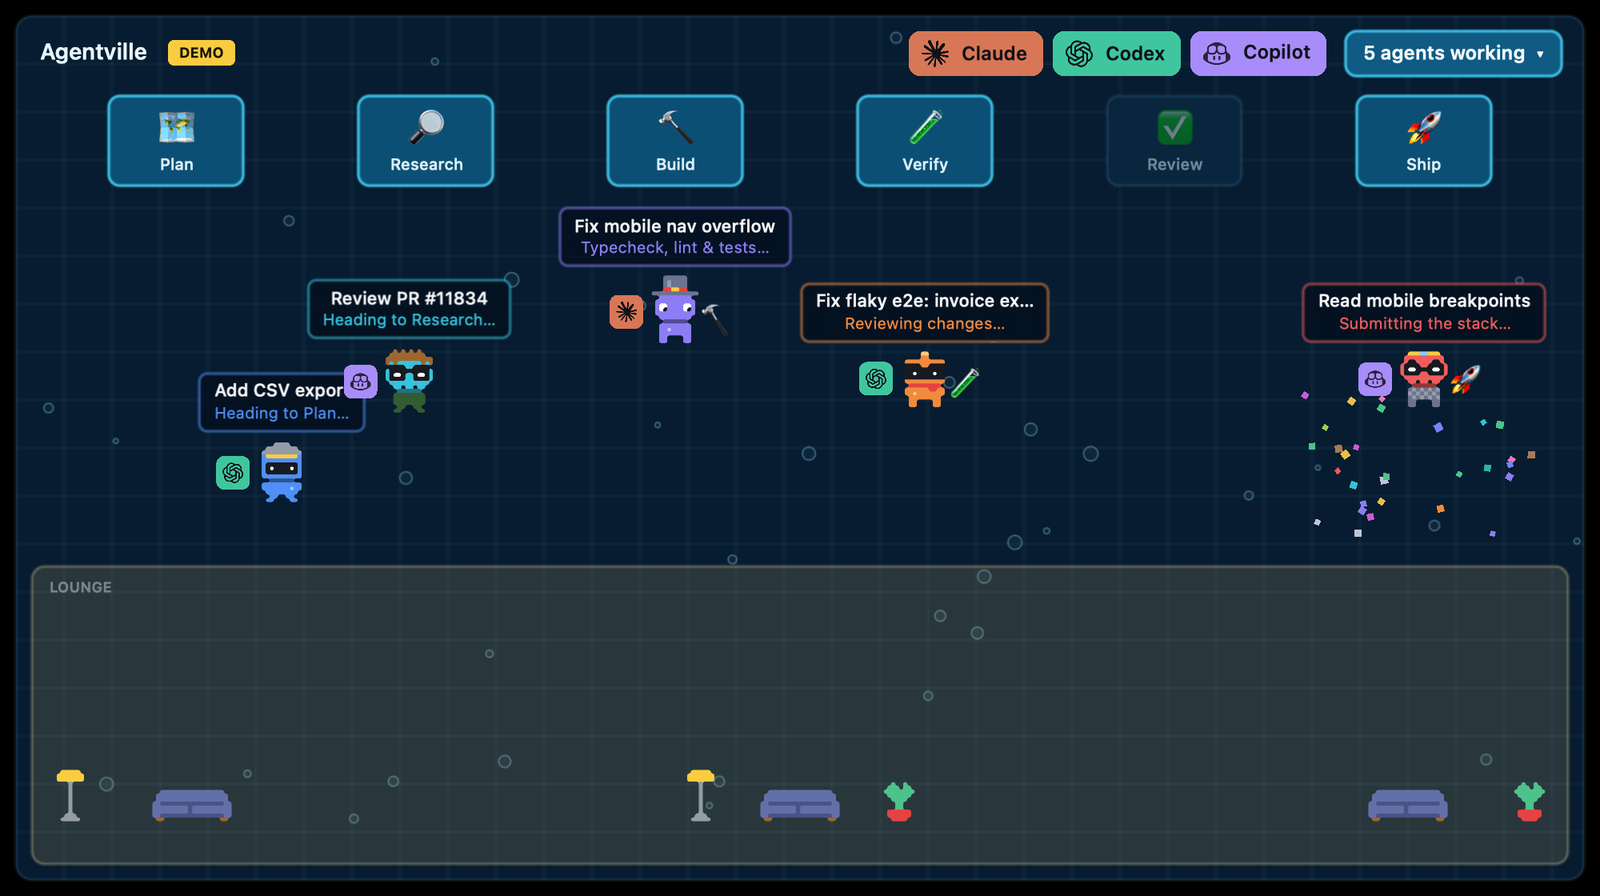 Agentville
DEMO
Claude
Codex
Copilot
5 agents working
Plan
Research
Build
Verify
Review
Ship
Fix mobile nav overflow
Typecheck, lint & tests...
Review PR #11834
Heading to Research...
Fix flaky e2e: invoice ex...
Reviewing changes...
Read mobile breakpoints
Submitting the stack...
Add CSV expor
Heading to Plan...
LOUNGE